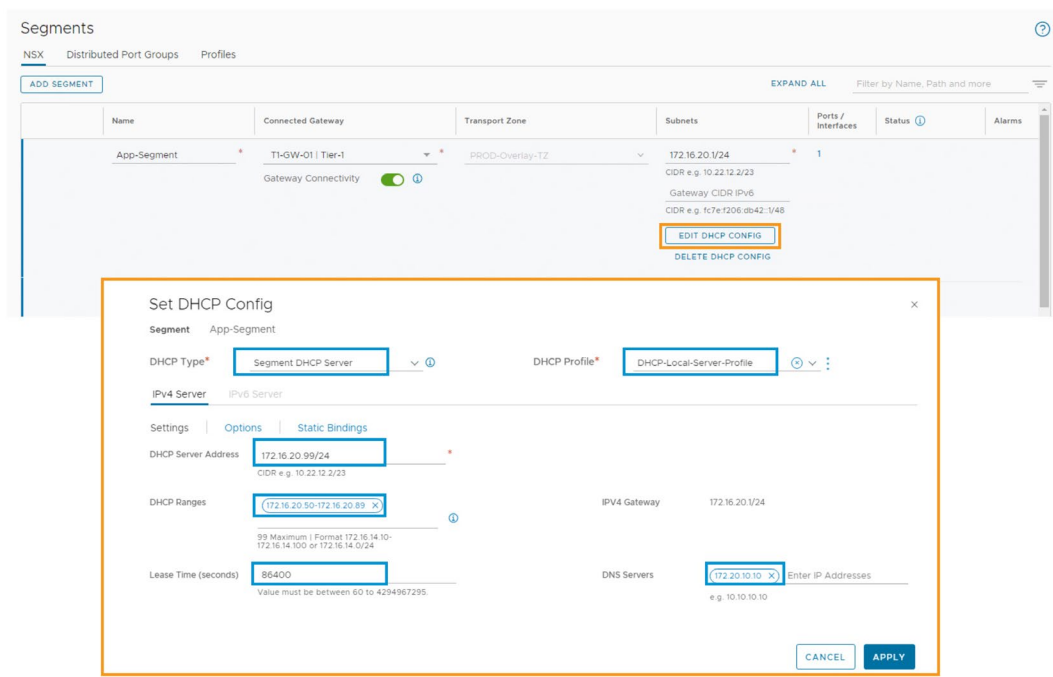 Segments
NSX Distributed Port Groups Profiles
ADD SEGMENT EXPAND ALL Filter by Name, Path and more
Name Connected Gateway Transport Zone Subnets Ports / Interfaces Status Alarms
App-Segment * T1-GW-01 | Tier-1 * PROD-Overlay-TZ 172.16.20.1/24 * 1
Gateway Connectivity CIDR e.g. 10.22.12.2/23
Gateway CIDR IPv6
CIDR e.g. fc7e:f206:db42::1/48
EDIT DHCP CONFIG
DELETE DHCP CONFIG
Set DHCP Config
Segment App-Segment
DHCP Type* Segment DHCP Server DHCP Profile* DHCP-Local-Server-Profile
IPv4 Server IPv6 Server
Settings Options Static Bindings
DHCP Server Address 172.16.20.99/24 *
CIDR e.g. 10.22.12.2/23
DHCP Ranges 172.16.20.50-172.16.20.89 IPV4 Gateway 172.16.20.1/24
99 Maximum | Format 172.16.14.10-
172.16.14.100 or 172.16.14.0/24
Lease Time (seconds) 86400 DNS Servers 172.20.10.10 Enter IP Addresses
Value must be between 60 to 4294967295.
e.g. 10.10.10.10
CANCEL APPLY